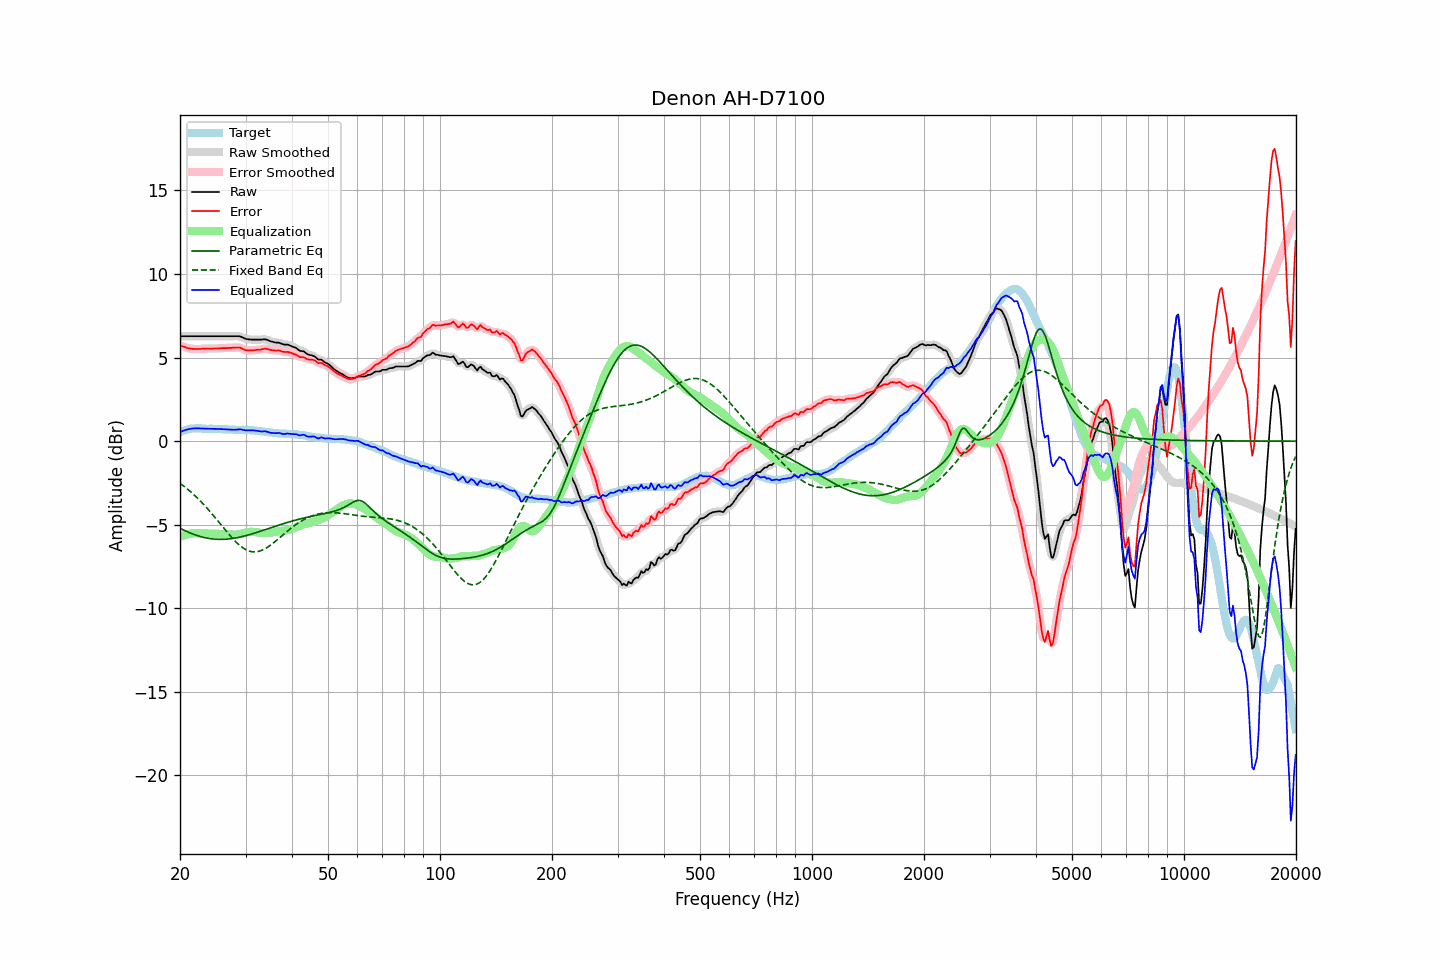 Denon AH-D7100
Target
Raw Smoothed
Error Smoothed
Raw
Error
Equalization
Parametric Eq
Fixed Band Eq
Equalized
Amplitude (dBr)
15
10
5
0
−5
−10
−15
−20
20
50
100
200
500
1000
2000
5000
10000
20000
Frequency (Hz)